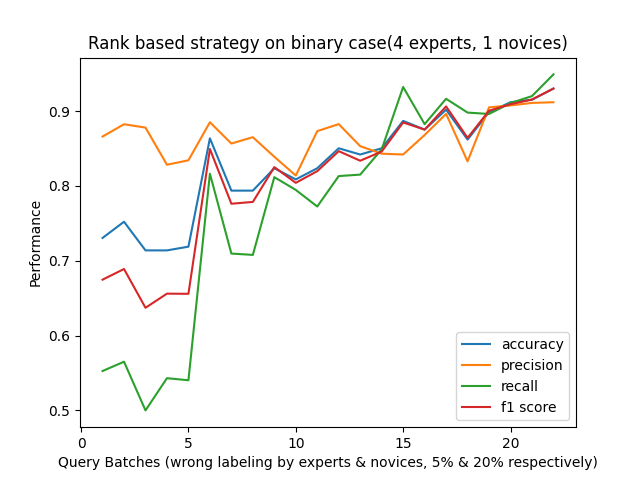 Rank based strategy on binary case(4 experts, 1 novices)
Performance
0.9
0.8
0.7
0.6
0.5
accuracy
precision
recall
f1 score
0 5 10 15 20
Query Batches (wrong labeling by experts & novices, 5% & 20% respectively)